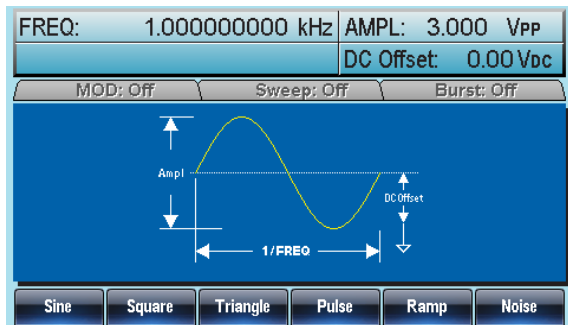 FREQ: 1.000000000 kHz AMPL: 3.000 VPP
DC Offset: 0.00 VDC
MOD: Off Sweep: Off Burst: Off
Ampl
DC Offset
1/FREQ
Sine Square Triangle Pulse Ramp Noise